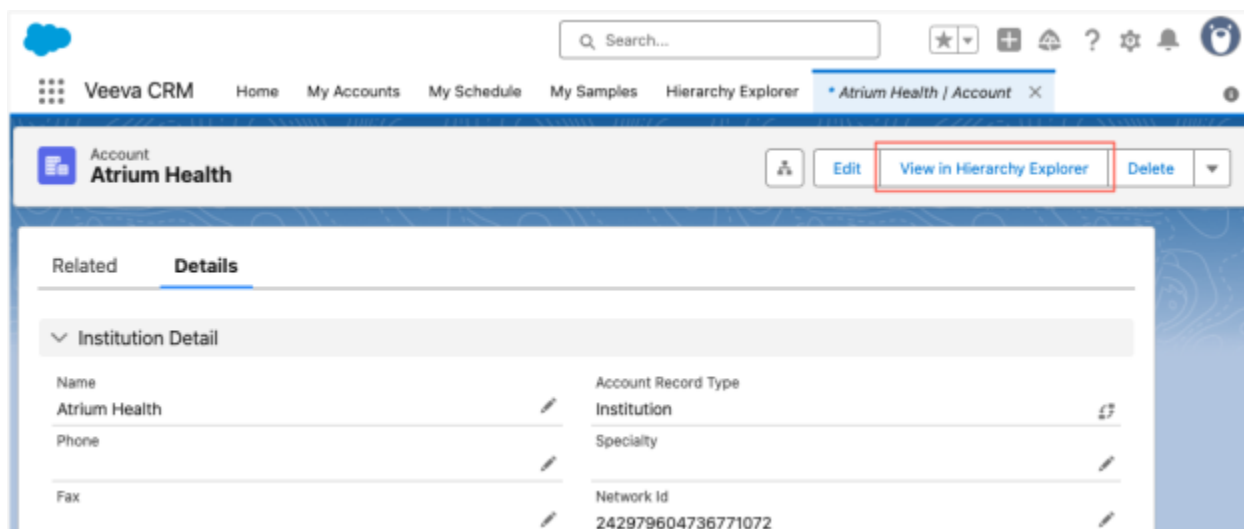 Search...
Veeva CRM Home My Accounts My Schedule My Samples Hierarchy Explorer * Atrium Health | Account
Account
Atrium Health
Edit View in Hierarchy Explorer Delete
Related Details
Institution Detail
Name Account Record Type
Atrium Health Institution
Phone Specialty
Fax Network Id
242979604736771072